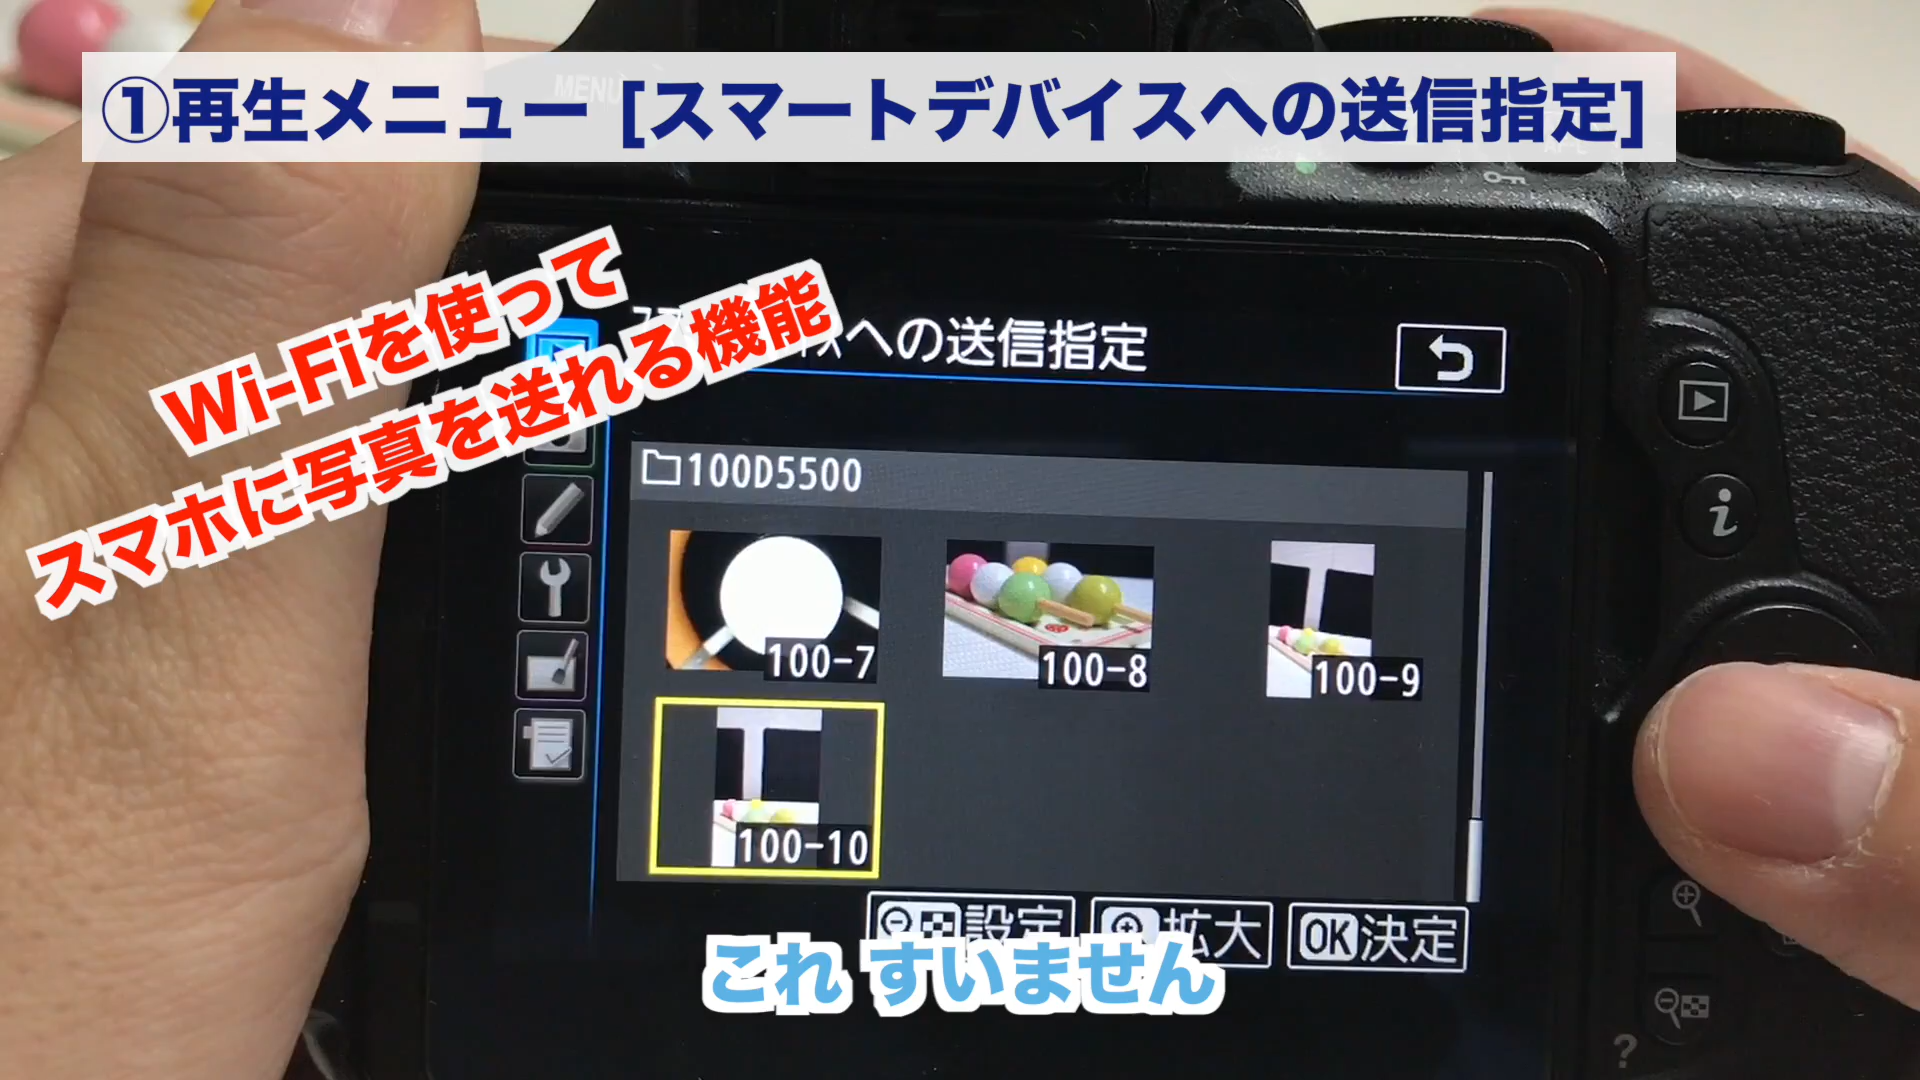 ①再生メニュー [スマートデバイスへの送信指定]
MENU
Wi-Fiを使って
スマホに写真を送れる機能
への送信指定
100D5500
100-7
100-8
100-9
100-10
設定
拡大
OK決定
これ すいません
i
?